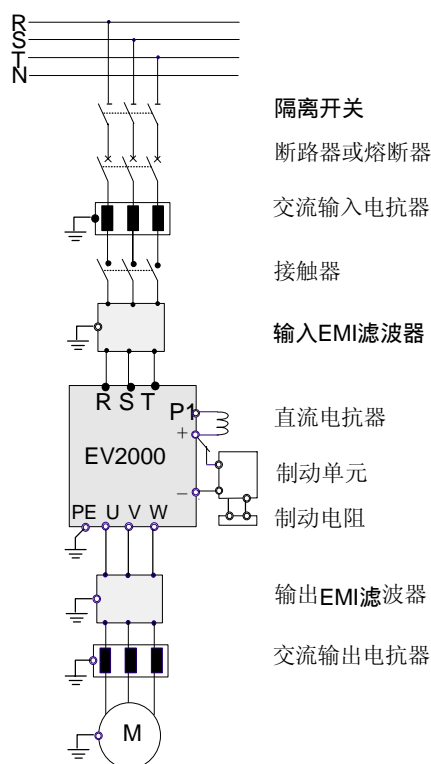 R
S
T
N
隔离开关
断路器或熔断器
交流输入电抗器
接触器
输入EMI滤波器
R S T
P1
直流电抗器
+
EV2000
制动单元
−
PE U V W
制动电阻
输出EMI滤波器
交流输出电抗器
M